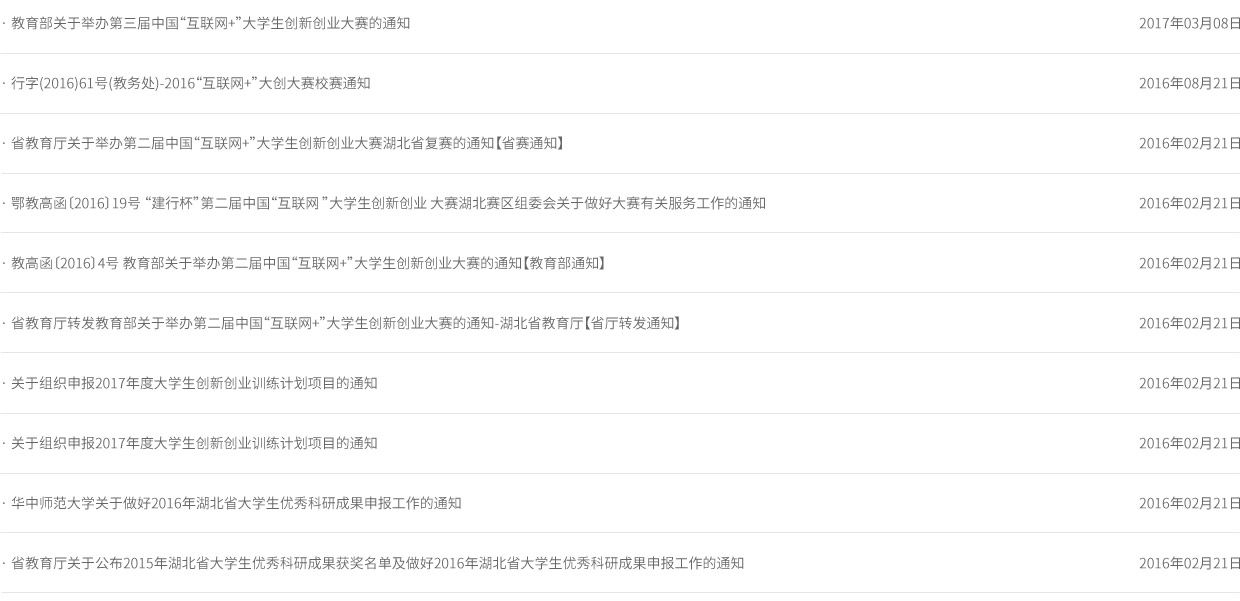 · 教育部关于举办第三届中国“互联网+”大学生创新创业大赛的通知 2017年03月08日
· 行字(2016)61号(教务处)-2016“互联网+”大创大赛校赛通知 2016年08月21日
· 省教育厅关于举办第二届中国“互联网+”大学生创新创业大赛湖北省复赛的通知【省赛通知】 2016年02月21日
· 鄂教高函〔2016〕19号 “建行杯”第二届中国“互联网 ”大学生创新创业 大赛湖北赛区组委会关于做好大赛有关服务工作的通知 2016年02月21日
· 教高函〔2016〕4号 教育部关于举办第二届中国“互联网+”大学生创新创业大赛的通知【教育部通知】 2016年02月21日
· 省教育厅转发教育部关于举办第二届中国“互联网+”大学生创新创业大赛的通知-湖北省教育厅【省厅转发通知】 2016年02月21日
· 关于组织申报2017年度大学生创新创业训练计划项目的通知 2016年02月21日
· 关于组织申报2017年度大学生创新创业训练计划项目的通知 2016年02月21日
· 华中师范大学关于做好2016年湖北省大学生优秀科研成果申报工作的通知 2016年02月21日
· 省教育厅关于公布2015年湖北省大学生优秀科研成果获奖名单及做好2016年湖北省大学生优秀科研成果申报工作的通知 2016年02月21日